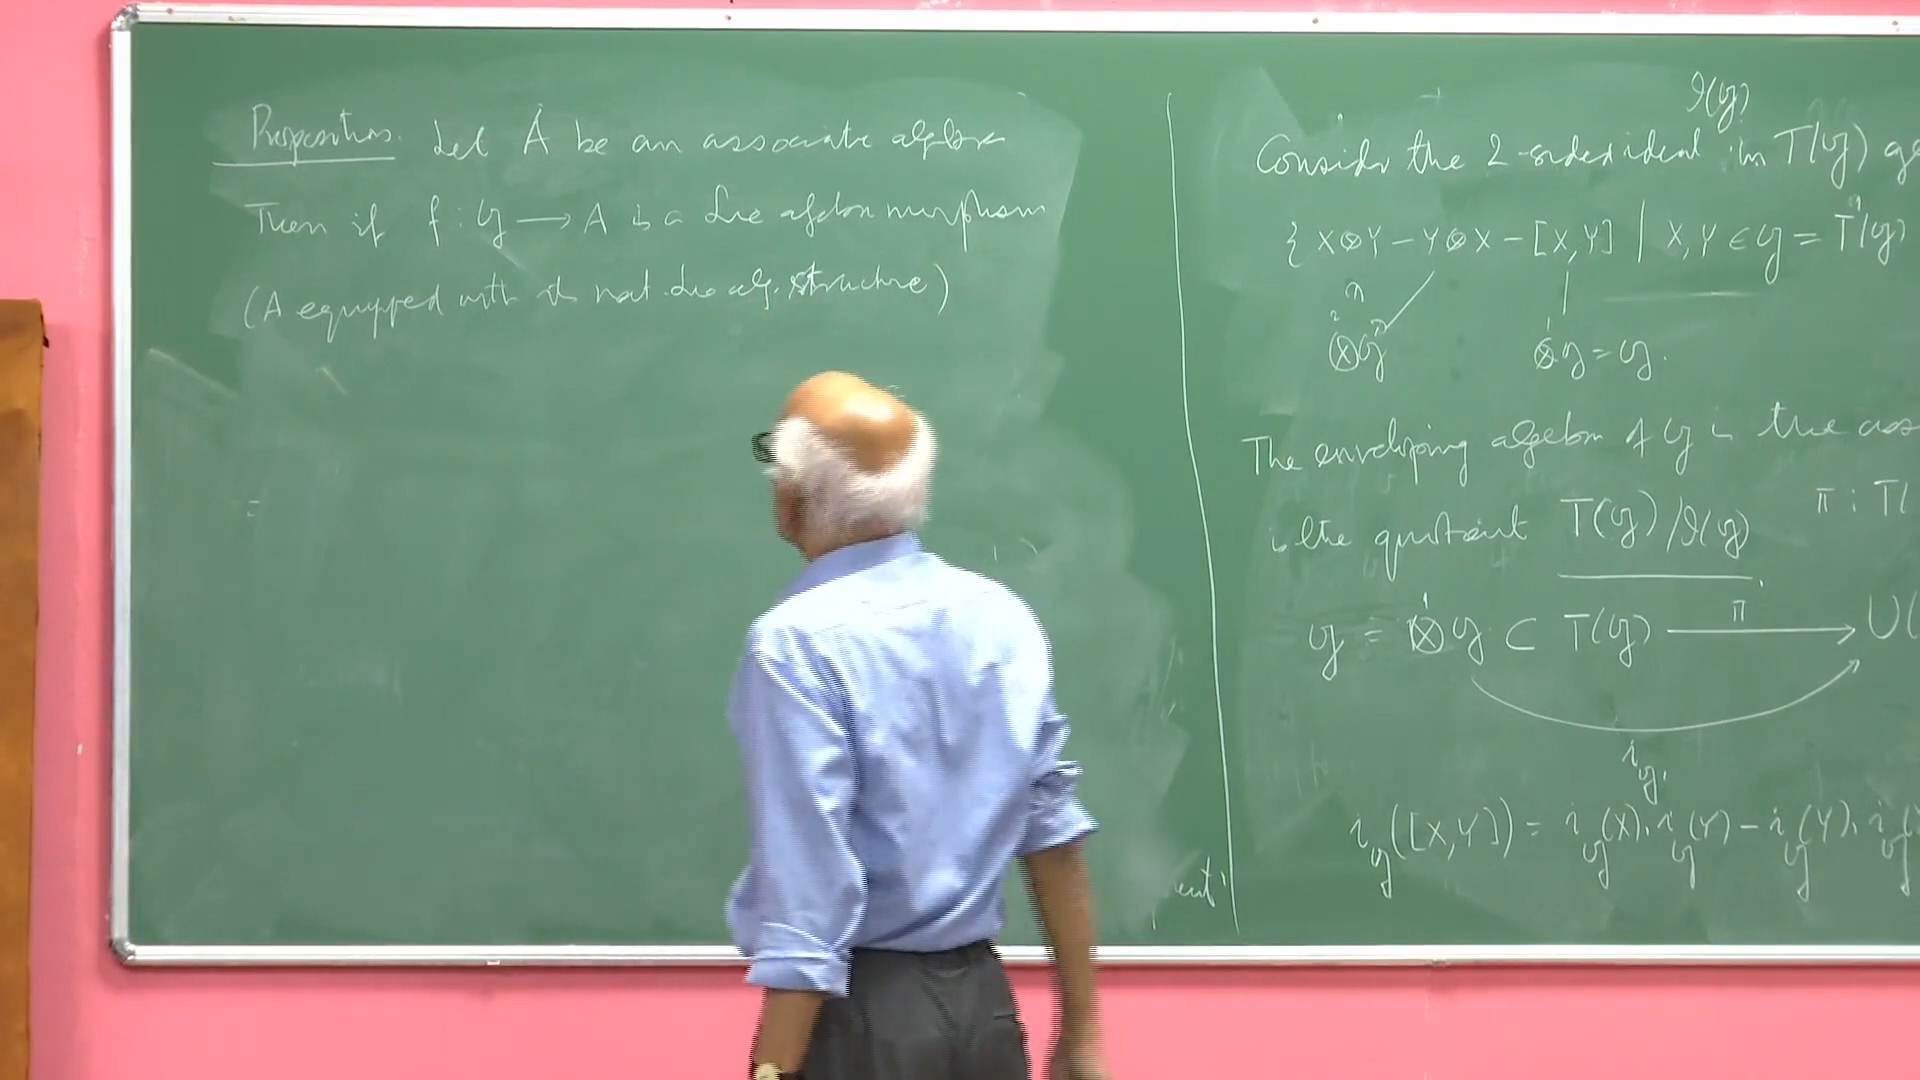 Proposition. Let A be an associate algebra
Then if f : 𝔤 ⟶ A is a Lie algebra morphism
(A equipped with its nat. Lie alg. structure)
ℐ(𝔤)
Consider the 2-sided ideal in T(𝔤)
{ X⊗Y − Y⊗X − [X,Y] | X,Y ∈ 𝔤 = T¹(𝔤)
⊗²𝔤 ⊗¹𝔤 = 𝔤.
The enveloping algebra of 𝔤 is the
is the quotient T(𝔤)/ℐ(𝔤) π : T(
𝔤 = ⊗¹𝔤 ⊂ T(𝔤) ⟶ U(
π
i_𝔤.
i_𝔤([X,Y]) = i_𝔤(X). i_𝔤(Y) − i_𝔤(Y). i_𝔤(